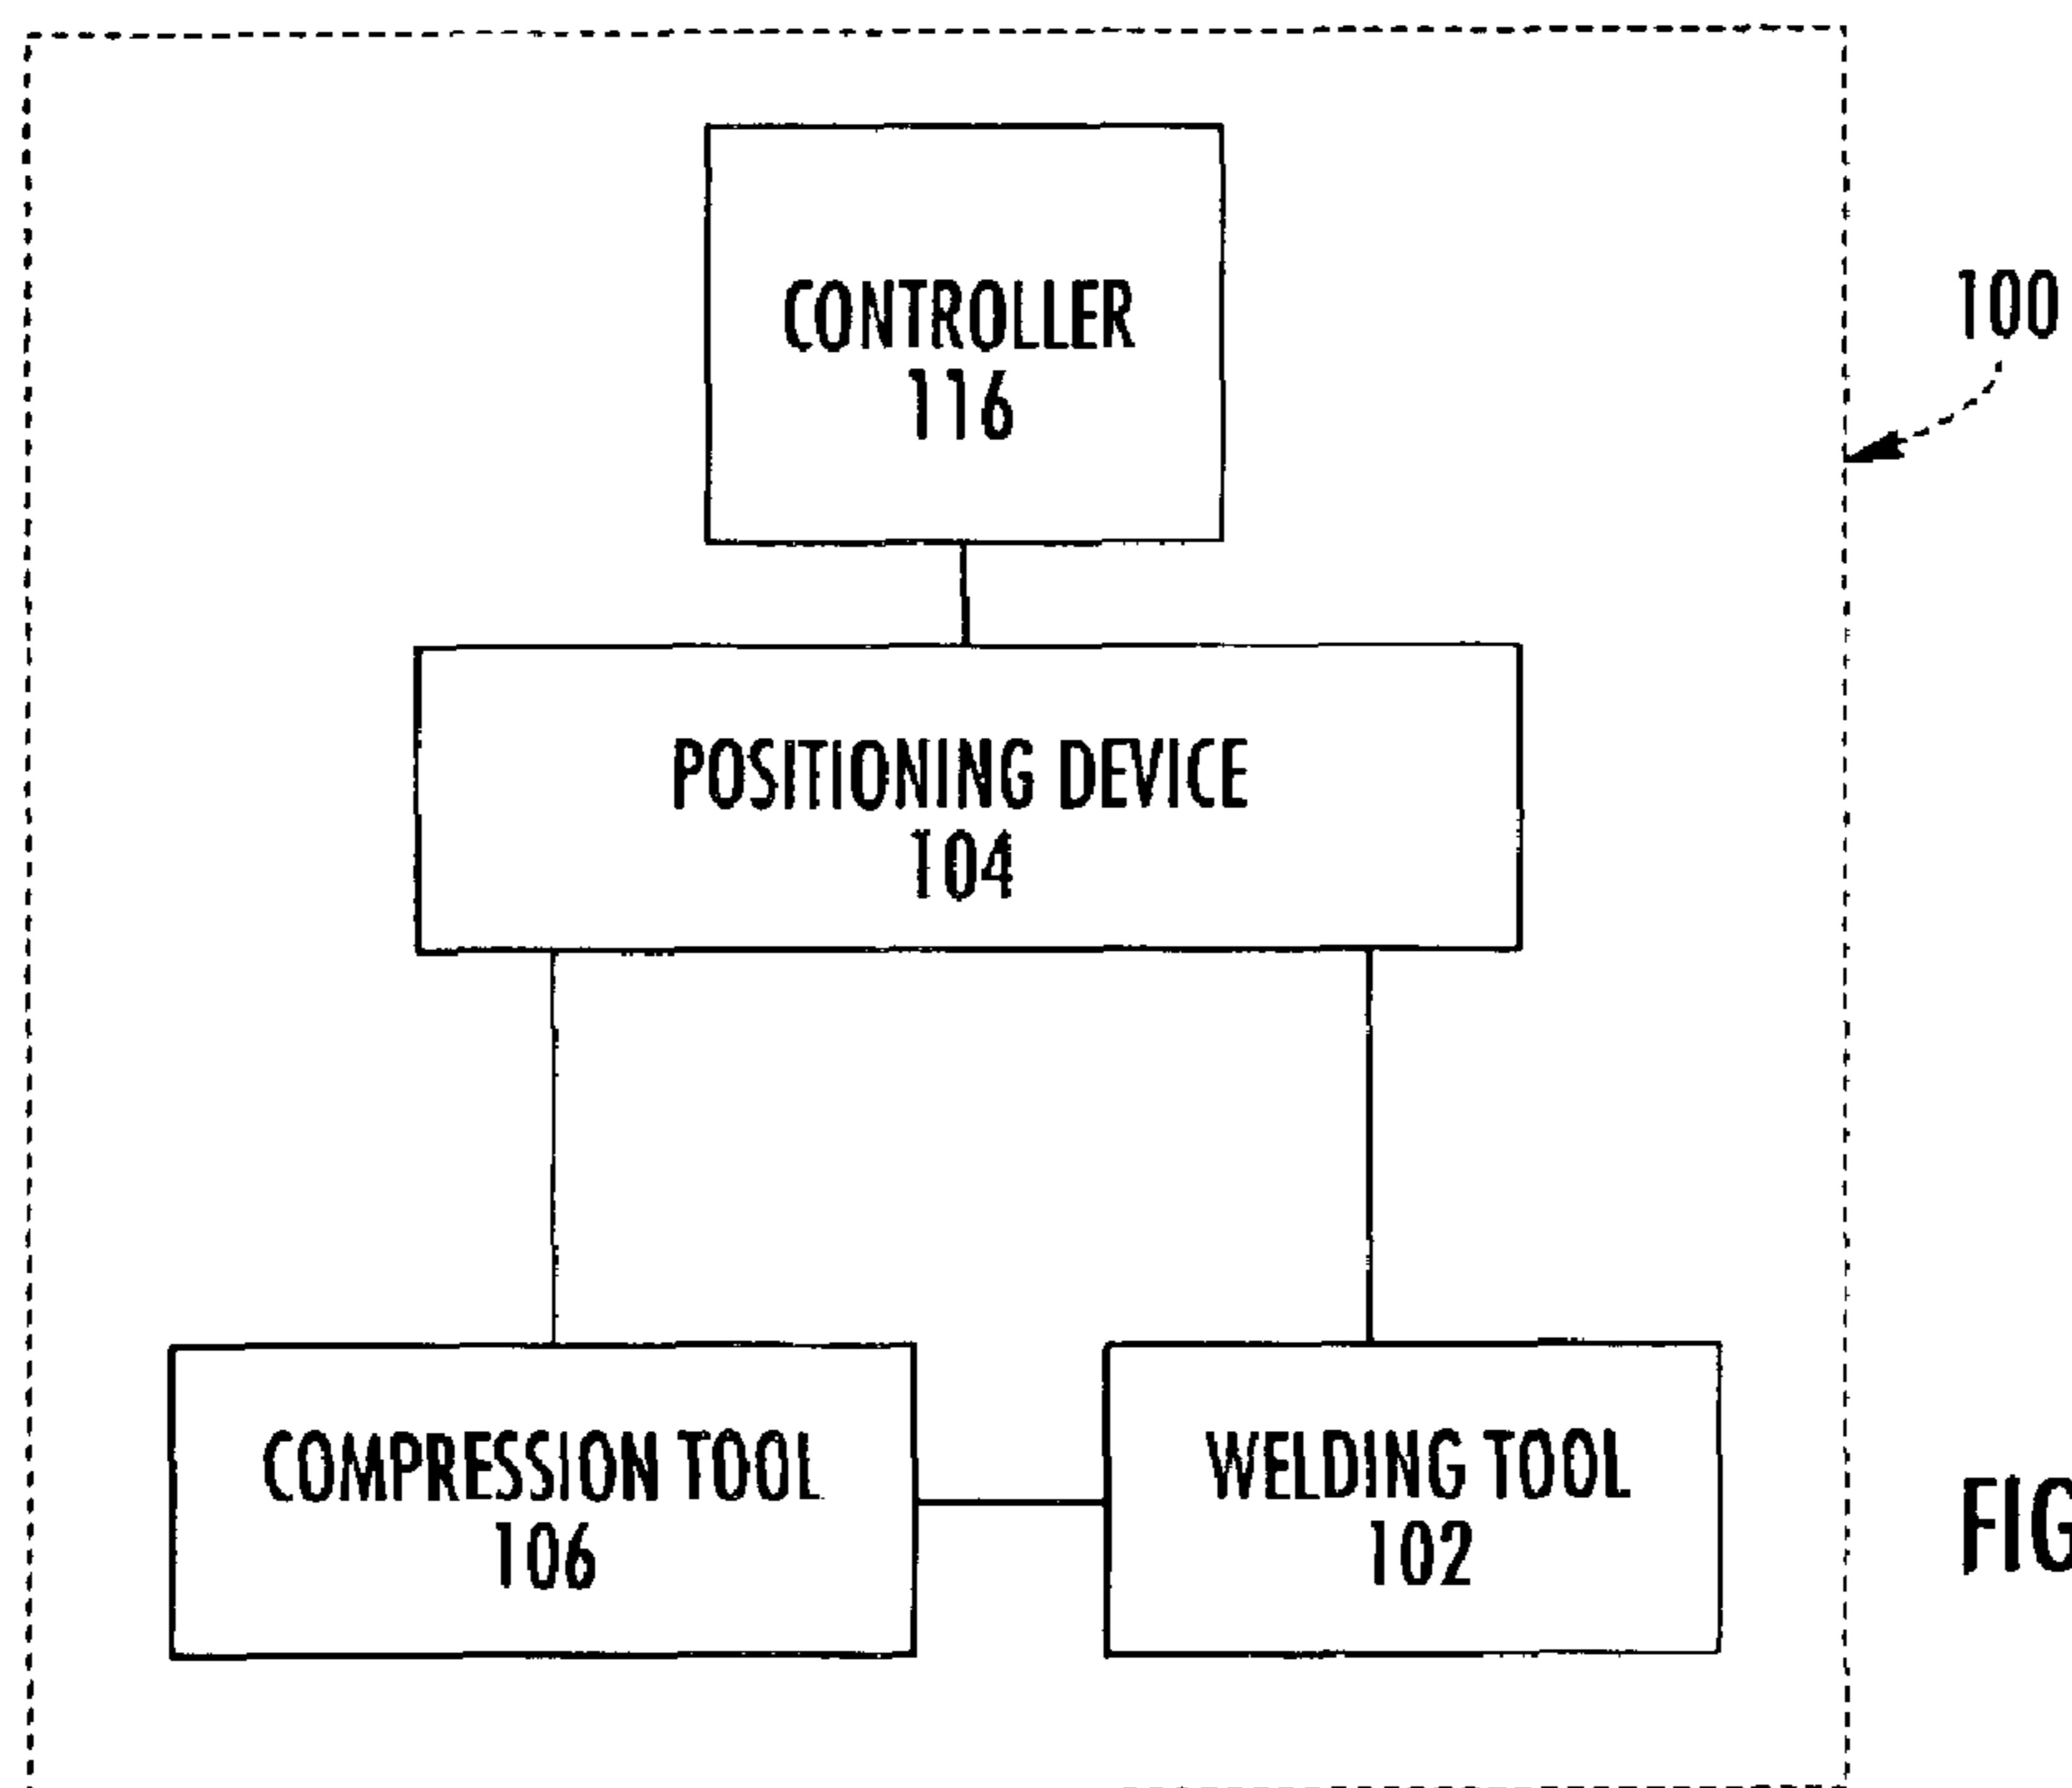 CONTROLLER
116
100
POSITIONING DEVICE
104
COMPRESSION TOOL
106
WELDING TOOL
102
FIG